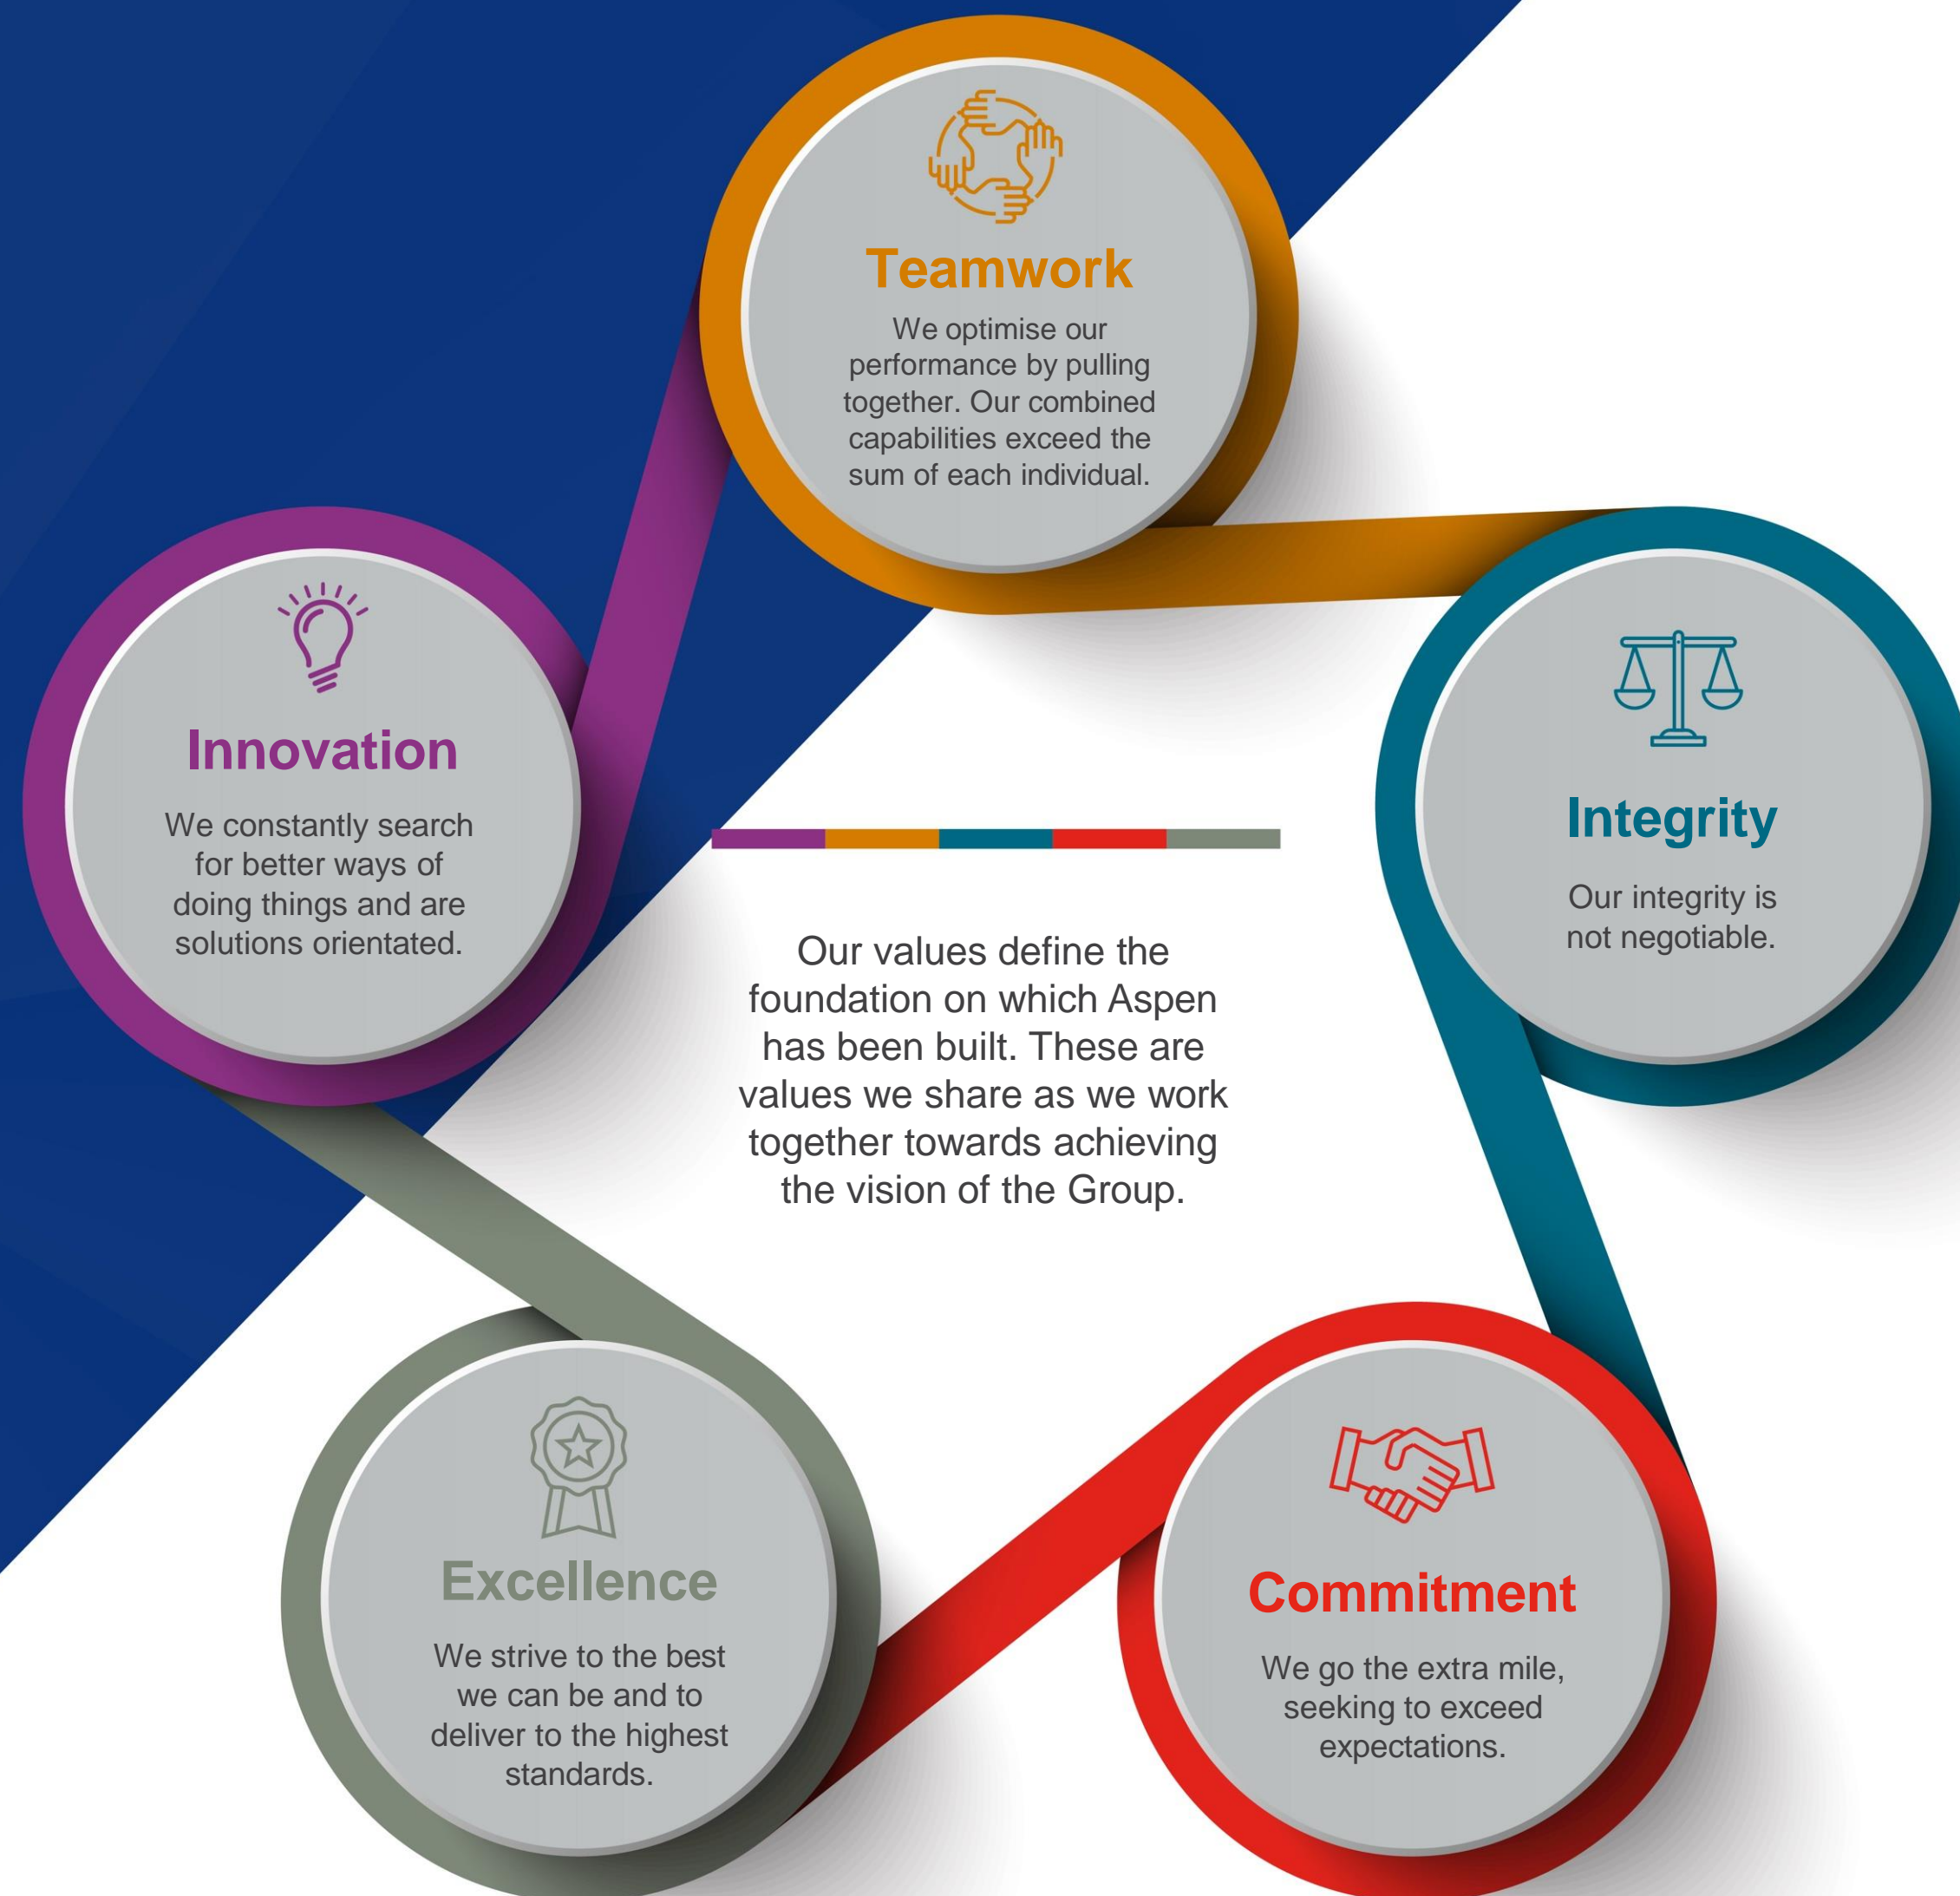 Teamwork
We optimise our
performance by pulling
together. Our combined
capabilities exceed the
sum of each individual.
Innovation
We constantly search
for better ways of
doing things and are
solutions orientated.
Integrity
Our integrity is
not negotiable.
Our values define the
foundation on which Aspen
has been built. These are
values we share as we work
together towards achieving
the vision of the Group.
Excellence
We strive to the best
we can be and to
deliver to the highest
standards.
Commitment
We go the extra mile,
seeking to exceed
expectations.